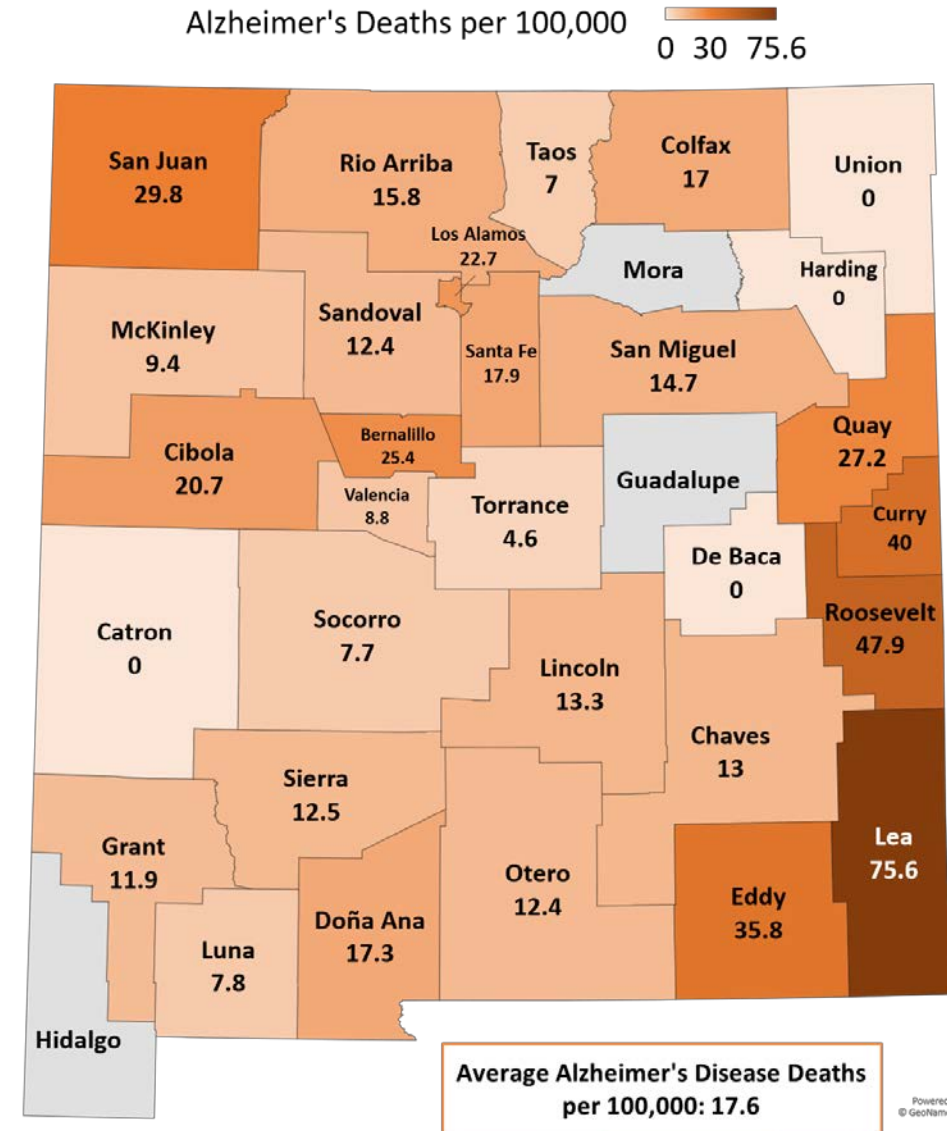 Alzheimer's Deaths per 100,000
0 30 75.6
San Juan
29.8
Rio Arriba
15.8
Taos
7
Colfax
17
Union
0
Los Alamos
22.7
Mora
Harding
0
McKinley
9.4
Sandoval
12.4
Santa Fe
17.9
San Miguel
14.7
Cibola
20.7
Bernalillo
25.4
Quay
27.2
Valencia
8.8
Torrance
4.6
Guadalupe
Curry
40
De Baca
0
Catron
0
Socorro
7.7
Roosevelt
47.9
Lincoln
13.3
Chaves
13
Sierra
12.5
Grant
11.9
Lea
75.6
Otero
12.4
Eddy
35.8
Doña Ana
17.3
Luna
7.8
Hidalgo
Average Alzheimer's Disease Deaths
per 100,000: 17.6
Powered
© GeoName